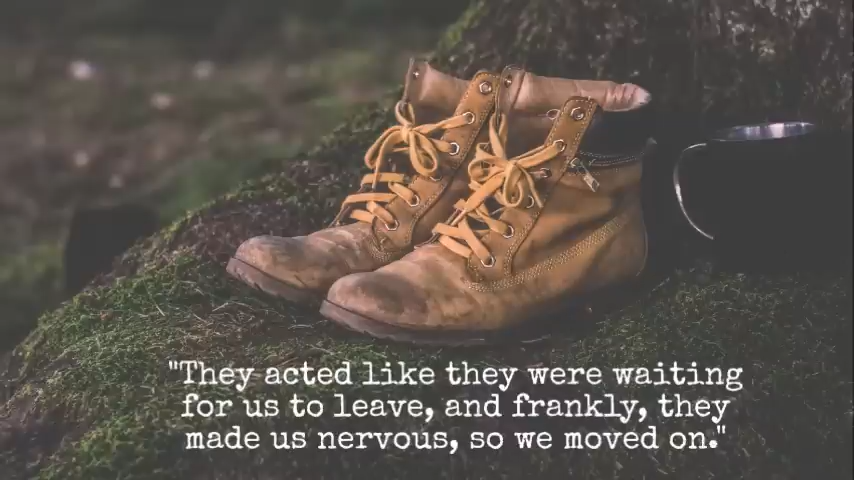 "They acted like they were waiting
for us to leave, and frankly, they
made us nervous, so we moved on."